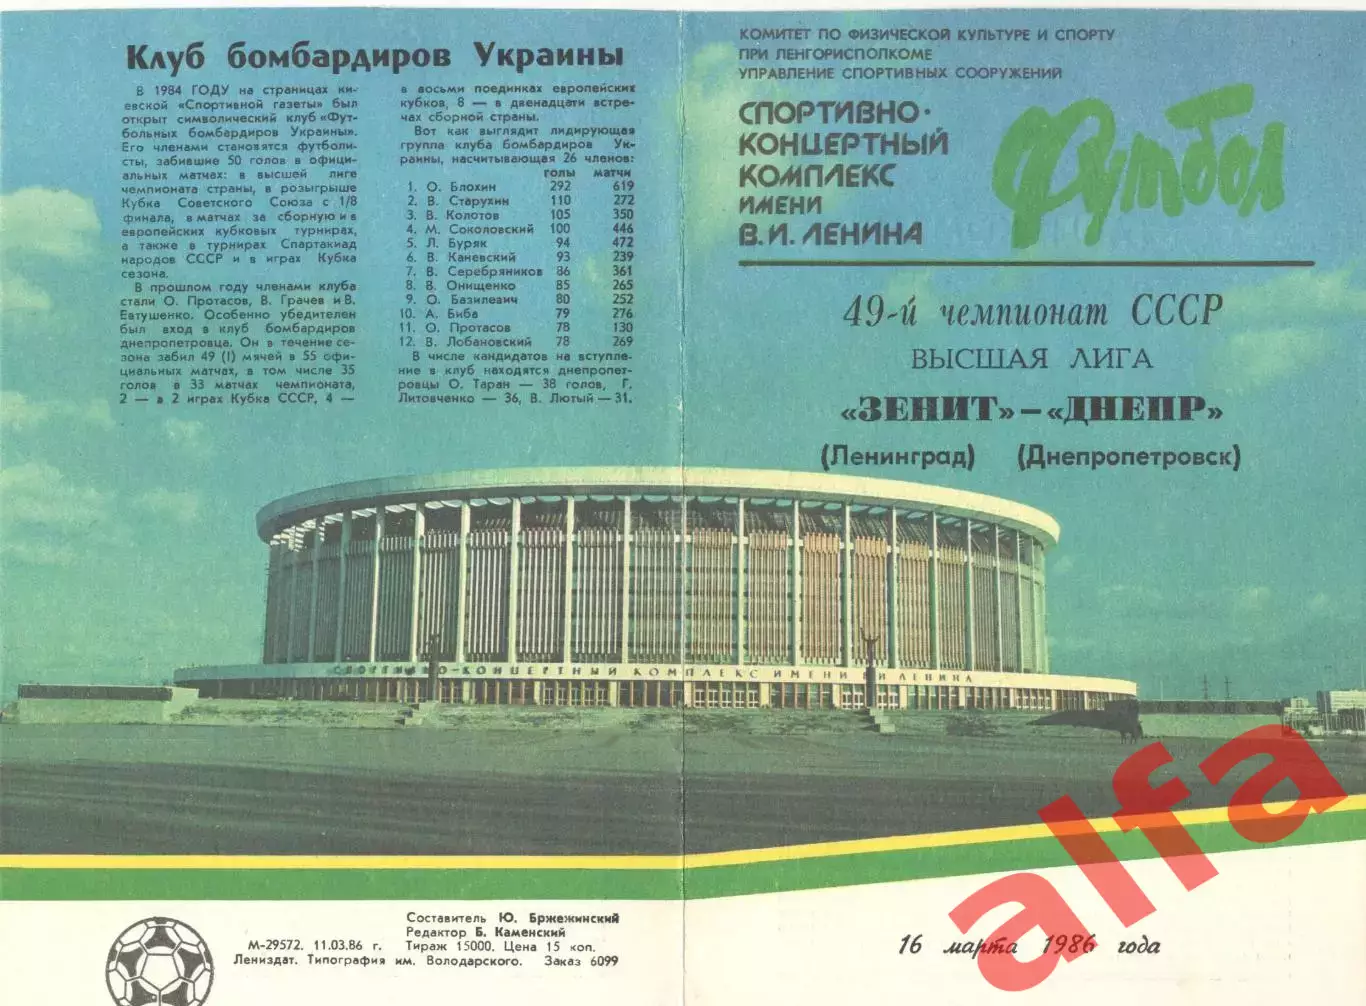 Клуб бомбардиров Украины
В 1984 ГОДУ на страницах ки-
евской «Спортивной газеты» был
открыт символический клуб «Фут-
больных бомбардиров Украины».
Его членами становятся футболи-
сты, забившие 50 голов в офици-
альных матчах: в высшей лиге
чемпионата страны, в розыгрыше
Кубка Советского Союза с 1/8
финала, в матчах за сборную и в
европейских кубковых турнирах,
а также в турнирах Спартакиад
народов СССР и в играх Кубка
сезона.
В прошлом году членами клуба
стали О. Протасов, В. Грачев и В.
Евтушенко. Особенно убедителен
был вход в клуб бомбардиров
днепропетровца. Он в течение се-
зона забил 49 (!) мячей в 55 офи-
циальных матчах, в том числе 35
голов в 33 матчах чемпионата,
2 — в 2 играх Кубка СССР, 4 —
в восьми поединках европейских
кубков, 8 — в двенадцати встре-
чах сборной страны.
Вот как выглядит лидирующая
группа клуба бомбардиров Ук-
раины, насчитывающая 26 членов:
голы матчи
1. О. Блохин 292 619
2. В. Старухин 110 272
3. В. Колотов 105 350
4. М. Соколовский 100 446
5. Л. Буряк 94 472
6. В. Каневский 93 239
7. В. Серебряников 86 361
8. В. Онищенко 85 265
9. О. Базилевич 80 252
10. А. Биба 79 276
11. О. Протасов 78 130
12. В. Лобановский 78 269
В числе кандидатов на вступле-
ние в клуб находятся днепропет-
ровцы О. Таран — 38 голов, Г.
Литовченко — 36, В. Лютый — 31.
КОМИТЕТ ПО ФИЗИЧЕСКОЙ КУЛЬТУРЕ И СПОРТУ
ПРИ ЛЕНГОРИСПОЛКОМЕ
УПРАВЛЕНИЕ СПОРТИВНЫХ СООРУЖЕНИЙ
СПОРТИВНО-
КОНЦЕРТНЫЙ
КОМПЛЕКС
ИМЕНИ
В. И. ЛЕНИНА
Футбол
49-й чемпионат СССР
ВЫСШАЯ ЛИГА
«ЗЕНИТ» – «ДНЕПР»
(Ленинград) (Днепропетровск)
СПОРТИВНО-КОНЦЕРТНЫЙ КОМПЛЕКС ИМЕНИ В И ЛЕНИНА
Составитель Ю. Бржежинский
Редактор Б. Каменский
М-29572. 11.03.86 г. Тираж 15000. Цена 15 коп.
Лениздат. Типография им. Володарского. Заказ 6099
16 марта 1986 года
alfa